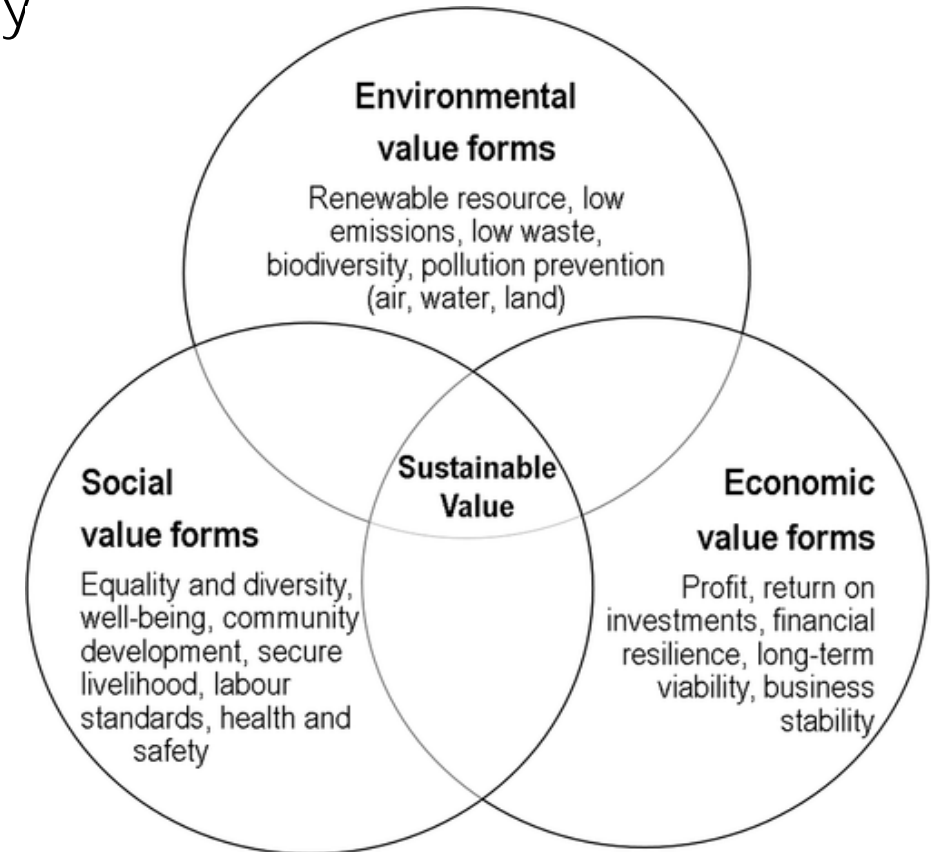 y
Environmental
value forms
Renewable resource, low
emissions, low waste,
biodiversity, pollution prevention
(air, water, land)
Sustainable
Value
Social
value forms
Equality and diversity,
well-being, community
development, secure
livelihood, labour
standards, health and
safety
Economic
value forms
Profit, return on
investments, financial
resilience, long-term
viability, business
stability